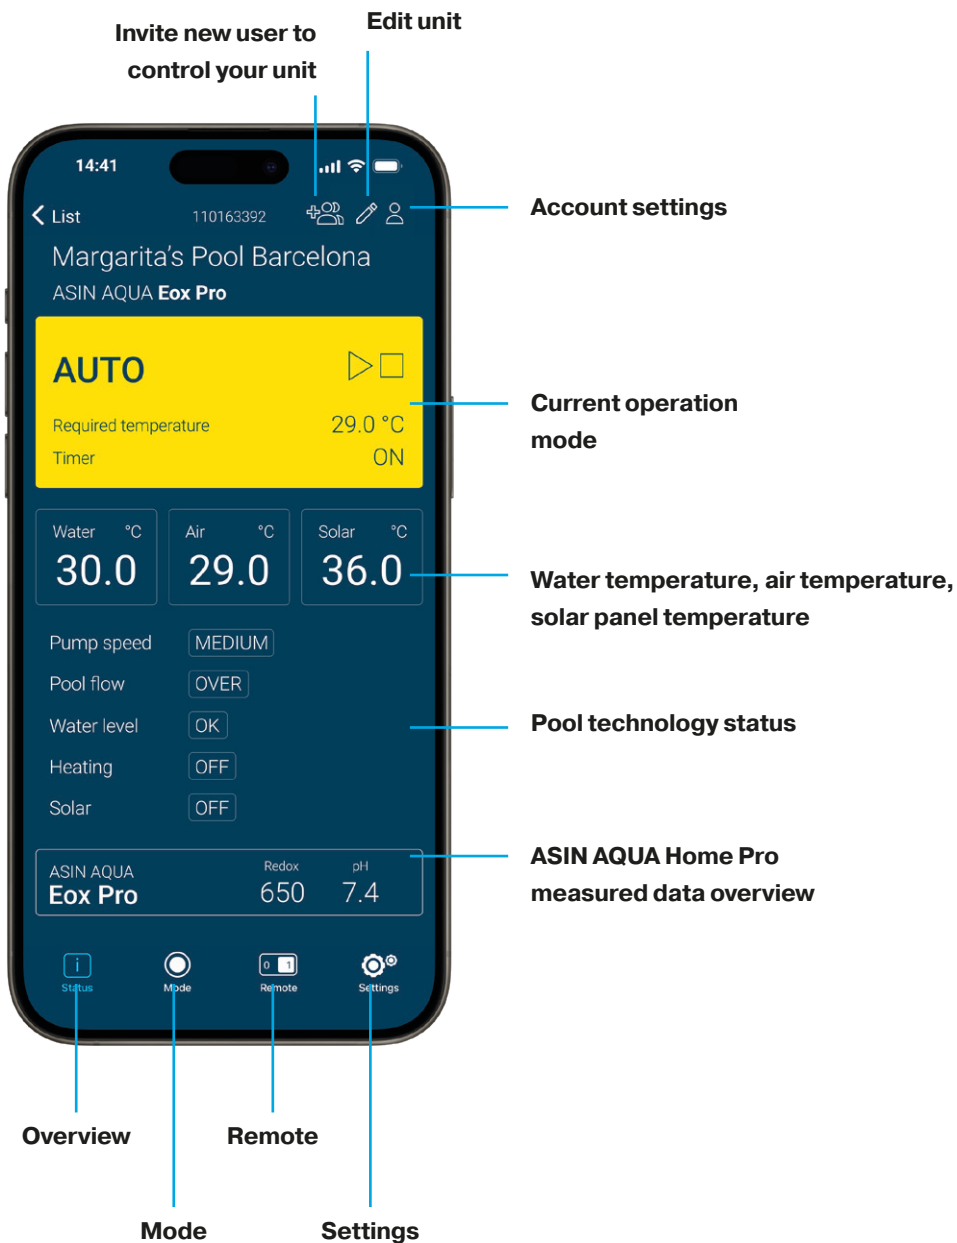 Edit unit
Invite new user to
control your unit
14:41
List
110163392
Account settings
Margarita's Pool Barcelona
ASIN AQUA Eox Pro
AUTO
Required temperature 29.0 °C
Timer ON
Current operation
mode
Water °C Air °C Solar °C
30.0 29.0 36.0
Water temperature, air temperature,
solar panel temperature
Pump speed MEDIUM
Pool flow OVER
Water level OK
Heating OFF
Solar OFF
Pool technology status
ASIN AQUA Redox pH
Eox Pro 650 7.4
ASIN AQUA Home Pro
measured data overview
i
0 1
Status Mode Remote Settings
Overview Remote
Mode Settings